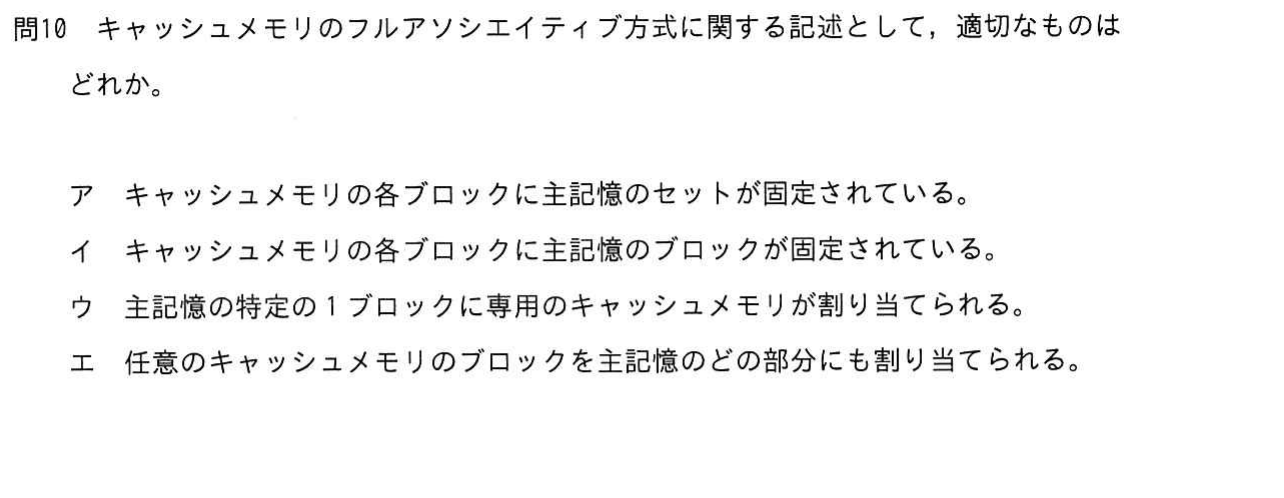 問10 キャッシュメモリのフルアソシエイティブ方式に関する記述として，適切なものは
どれか。
ア キャッシュメモリの各ブロックに主記憶のセットが固定されている。
イ キャッシュメモリの各ブロックに主記憶のブロックが固定されている。
ウ 主記憶の特定の１ブロックに専用のキャッシュメモリが割り当てられる。
エ 任意のキャッシュメモリのブロックを主記憶のどの部分にも割り当てられる。